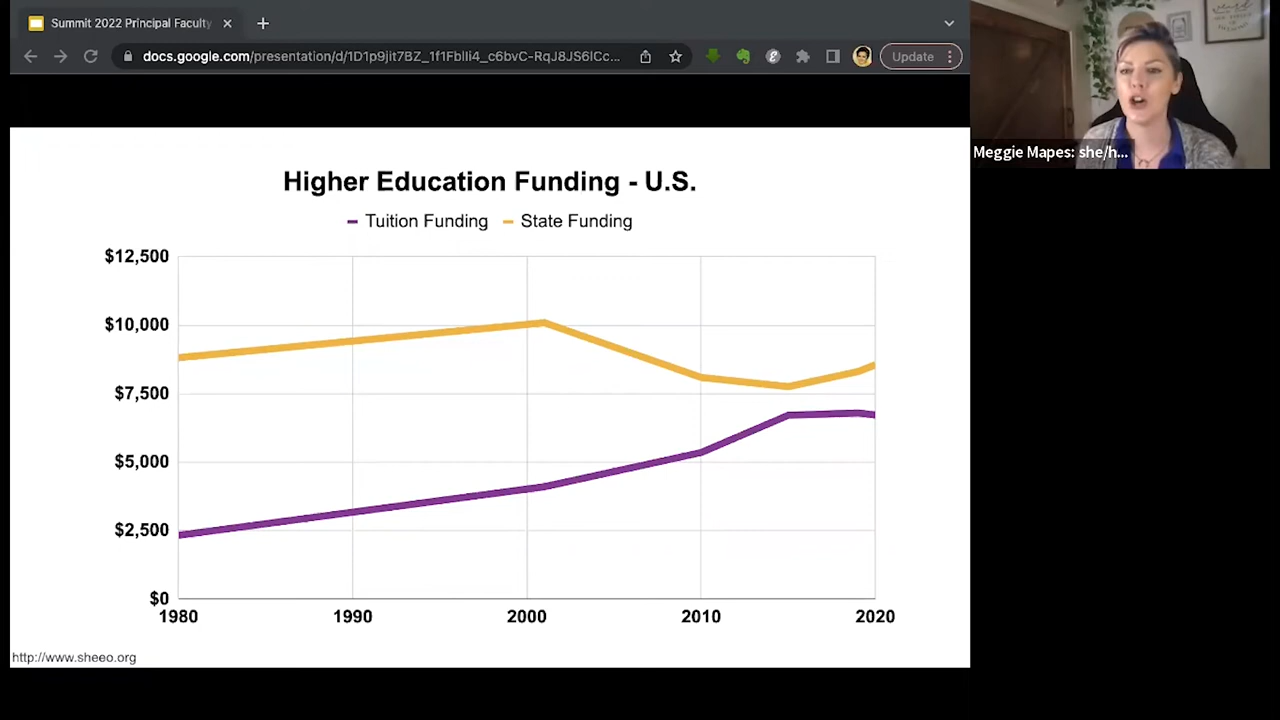 Summit 2022 Principal Faculty
docs.google.com/presentation/d/1D1p9jit7BZ_1f1Fblli4_c6bvC-RqJ8JS6lCc...
Update
Meggie Mapes: she/h...
Higher Education Funding - U.S.
Tuition Funding State Funding
$12,500
$10,000
$7,500
$5,000
$2,500
$0
1980 1990 2000 2010 2020
http://www.sheeo.org